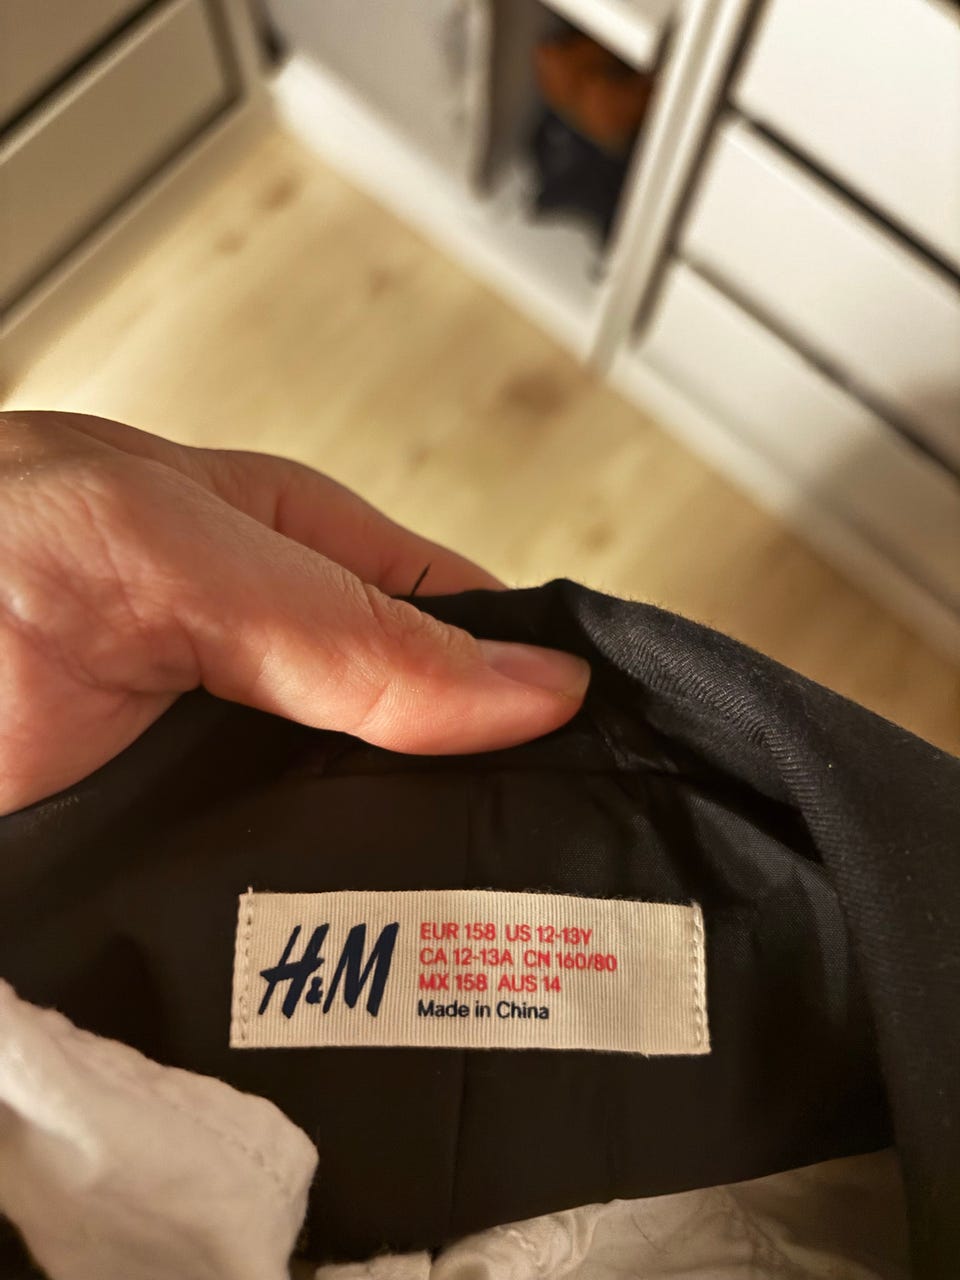 H&M
EUR 158 US 12-13Y
CA 12-13A CN 160/80
MX 158 AUS 14
Made in China